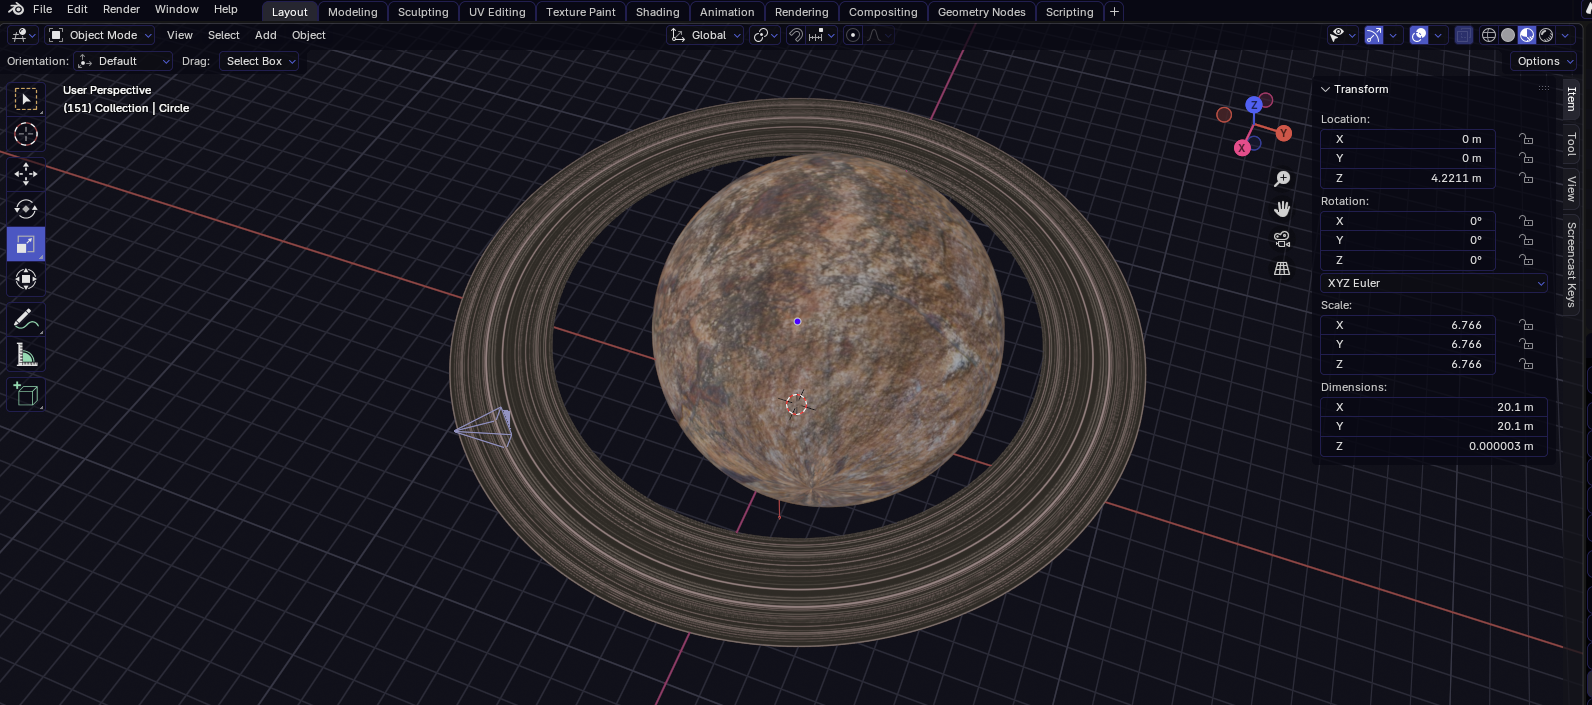 File Edit Render Window Help Layout Modeling Sculpting UV Editing Texture Paint Shading Animation Rendering Compositing Geometry Nodes Scripting +
Object Mode View Select Add Object Global
Orientation: Default Drag: Select Box Options
User Perspective
(151) Collection | Circle
Z
Y
X
Transform
Location:
X 0 m
Y 0 m
Z 4.2211 m
Rotation:
X 0°
Y 0°
Z 0°
XYZ Euler
Scale:
X 6.766
Y 6.766
Z 6.766
Dimensions:
X 20.1 m
Y 20.1 m
Z 0.000003 m
Item
Tool
View
Screencast Keys